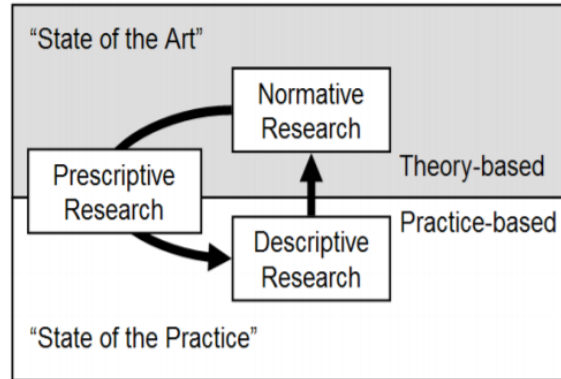 “State of the Art”
Normative
Research
Prescriptive
Research
Theory-based
Practice-based
Descriptive
Research
“State of the Practice”